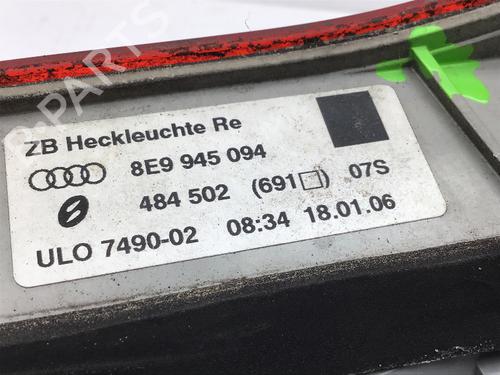 ZB Heckleuchte Re
8E9 945 094
484 502 (691□) 07S
ULO 7490-02 08:34 18.01.06